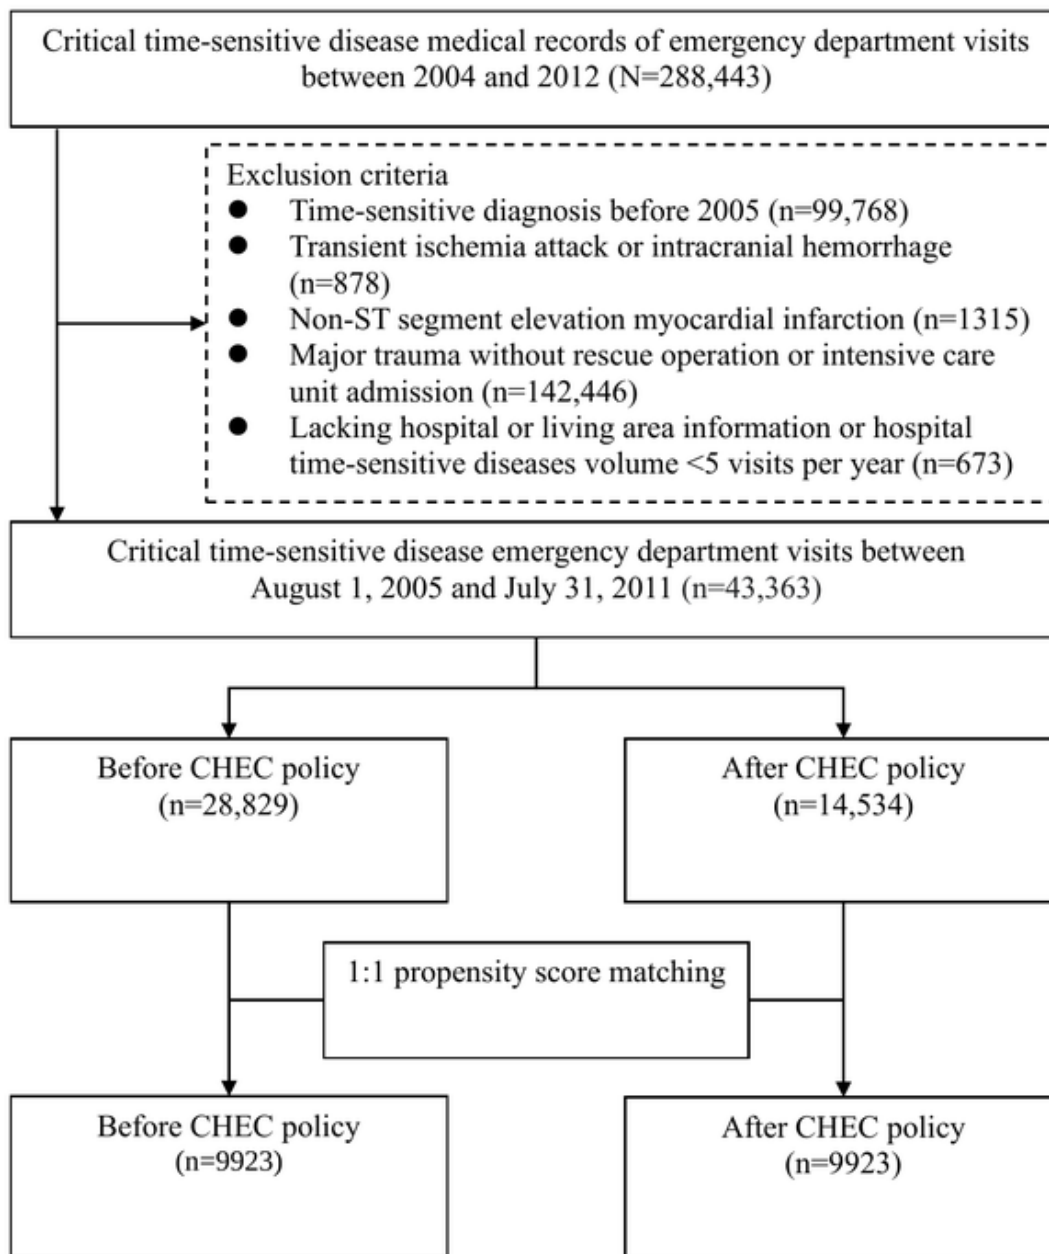 Critical time-sensitive disease medical records of emergency department visits
between 2004 and 2012 (N=288,443)
Exclusion criteria
● Time-sensitive diagnosis before 2005 (n=99,768)
● Transient ischemia attack or intracranial hemorrhage
(n=878)
● Non-ST segment elevation myocardial infarction (n=1315)
● Major trauma without rescue operation or intensive care
unit admission (n=142,446)
● Lacking hospital or living area information or hospital
time-sensitive diseases volume <5 visits per year (n=673)
Critical time-sensitive disease emergency department visits between
August 1, 2005 and July 31, 2011 (n=43,363)
Before CHEC policy
(n=28,829)
After CHEC policy
(n=14,534)
1:1 propensity score matching
Before CHEC policy
(n=9923)
After CHEC policy
(n=9923)